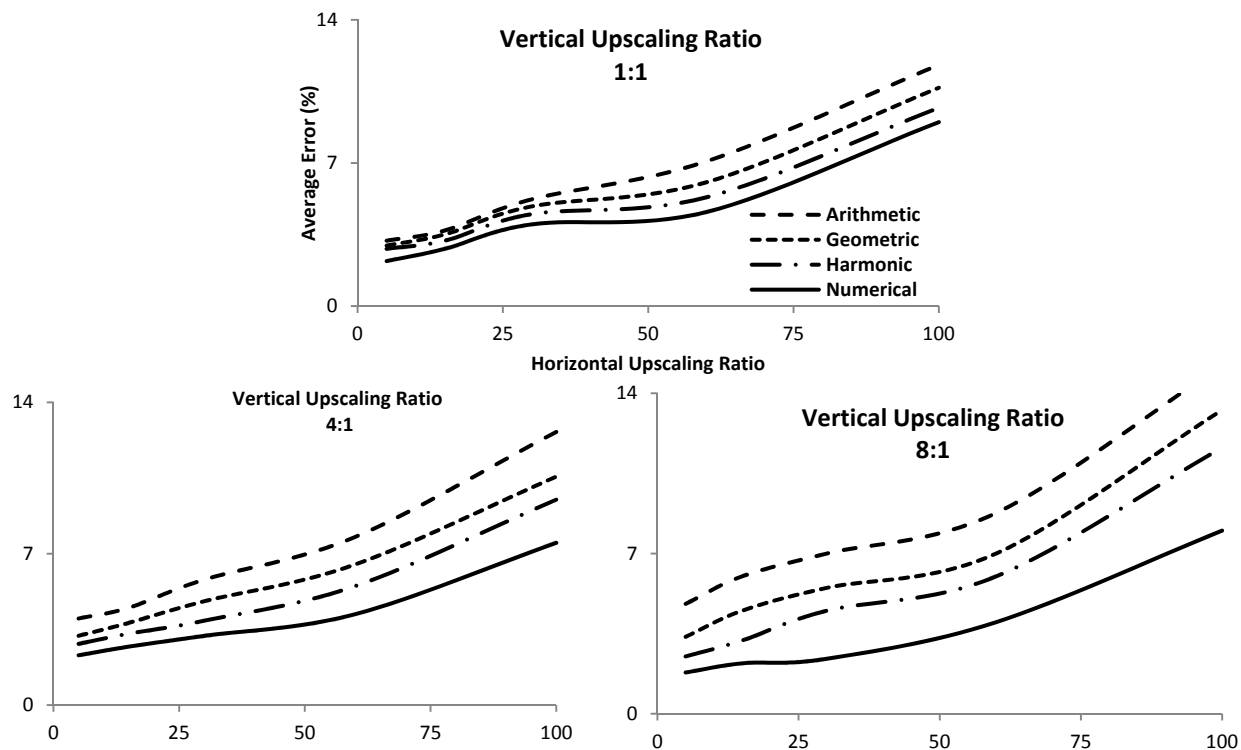 14
Vertical Upscaling Ratio
1:1
Average Error (%)
7
Arithmetic
Geometric
Harmonic
Numerical
0
0 25 50 75 100
Horizontal Upscaling Ratio
14
Vertical Upscaling Ratio
4:1
7
0
0 25 50 75 100
14
Vertical Upscaling Ratio
8:1
7
0
0 25 50 75 100